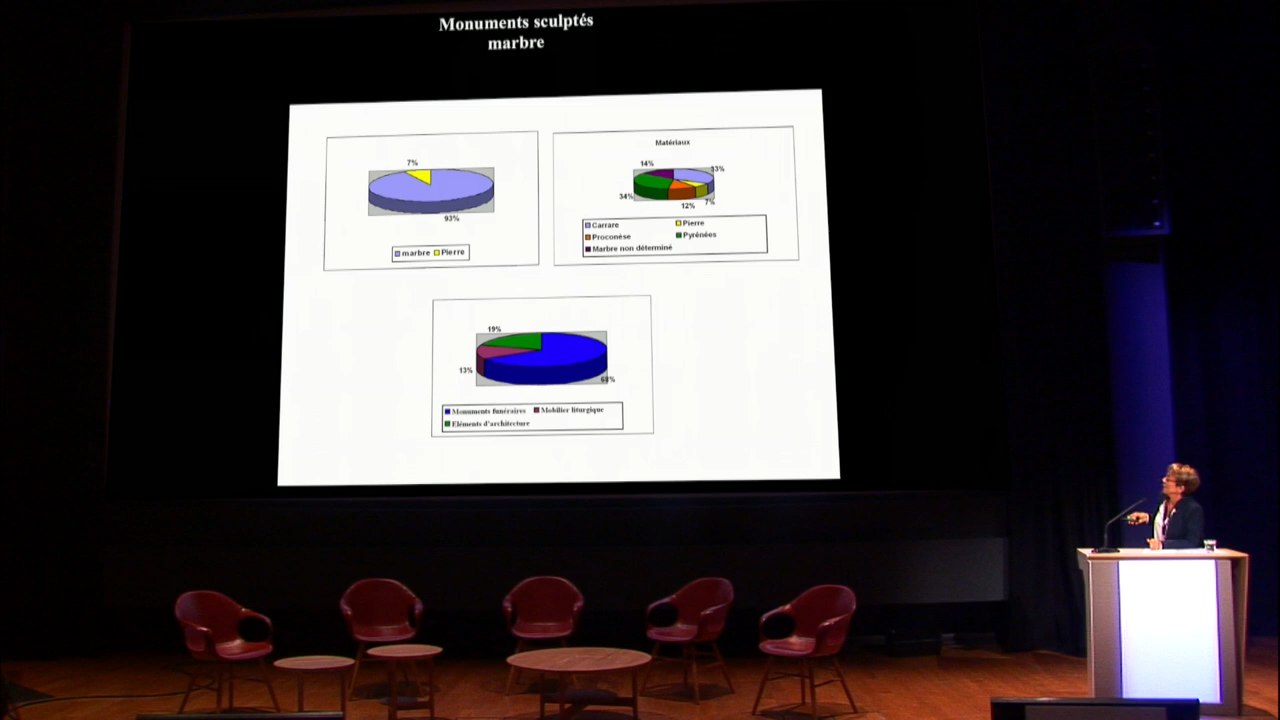 Monuments sculptés
marbre
7%
93%
marbre Pierre
Matériaux
14%
33%
34%
12%
7%
Carrare Pierre
Proconèse Pyrénées
Marbre non déterminé
19%
13%
68%
Monuments funéraires Mobilier liturgique
Eléments d'architecture